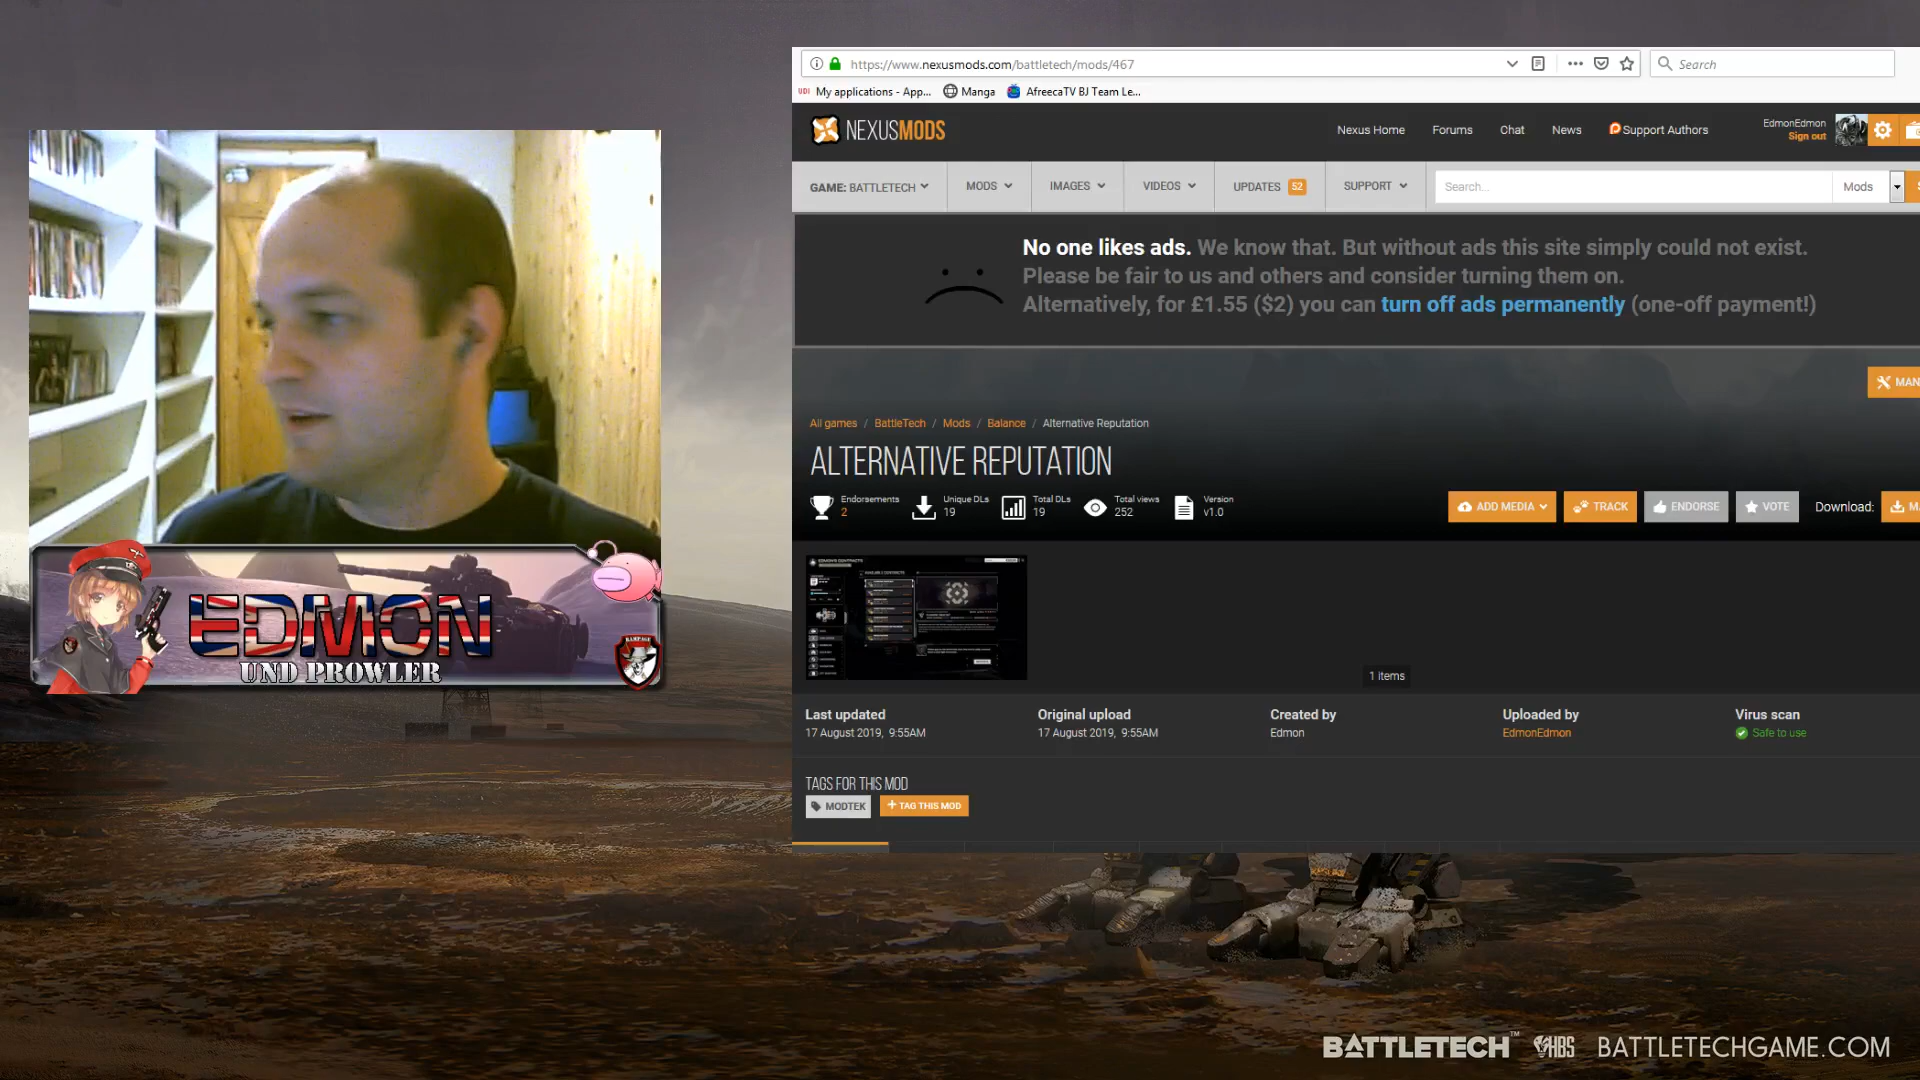 https://www.nexusmods.com/battletech/mods/467
Search
My applications - App...
Manga
AfreecaTV BJ Team Le...
NEXUSMODS
Nexus Home
Forums
Chat
News
Support Authors
EdmonEdmon
Sign out
GAME: BATTLETECH
MODS
IMAGES
VIDEOS
UPDATES 52
SUPPORT
Search...
Mods
No one likes ads. We know that. But without ads this site simply could not exist.
Please be fair to us and others and consider turning them on.
Alternatively, for £1.55 ($2) you can turn off ads permanently (one-off payment!)
MAN
All games / BattleTech / Mods / Balance / Alternative Reputation
ALTERNATIVE REPUTATION
Endorsements
2
Unique DLs
19
Total DLs
19
Total views
252
Version
v1.0
ADD MEDIA
TRACK
ENDORSE
VOTE
Download:
MA
1 items
Last updated
17 August 2019, 9:55AM
Original upload
17 August 2019, 9:55AM
Created by
Edmon
Uploaded by
EdmonEdmon
Virus scan
Safe to use
TAGS FOR THIS MOD
MODTEK
+ TAG THIS MOD
EDMON
UND PROWLER
RAMPAGE
BATTLETECH™
HBS
BATTLETECHGAME.COM